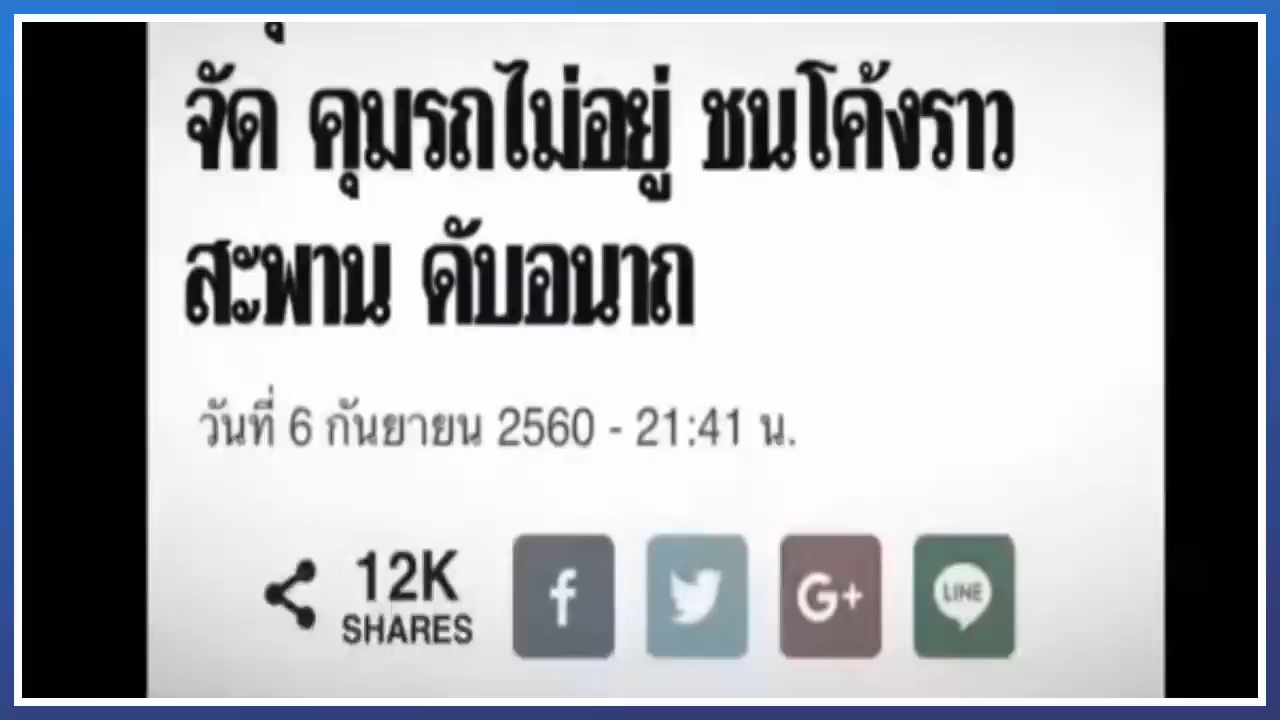 จัด คุมรถไม่อยู่ ชนโค้งราว
สะพาน ดับอนาถ
วันที่ 6 กันยายน 2560 - 21:41 น.
12K
SHARES
f
G+
LINE